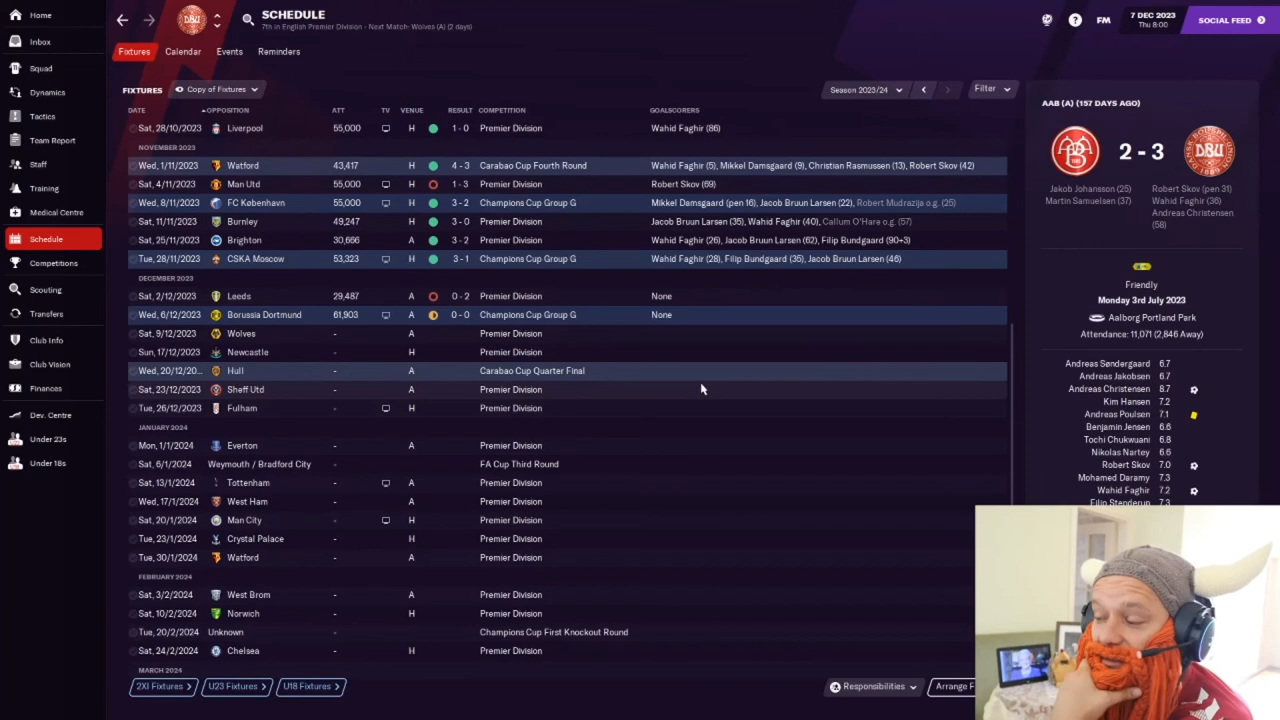 Home
Inbox
Squad
Dynamics
Tactics
Team Report
Staff
Training
Medical Centre
Schedule
Competitions
Scouting
Transfers
Club Info
Club Vision
Finances
Dev. Centre
Under 23s
Under 18s
SCHEDULE
7th in English Premier Division - Next Match: Wolves (A) (2 days)
FM
7 DEC 2023
Thu 8:00
SOCIAL FEED
Fixtures Calendar Events Reminders
FIXTURES Copy of Fixtures Season 2023/24 Filter
DATE OPPOSITION ATT TV VENUE RESULT COMPETITION GOALSCORERS
Sat, 28/10/2023 Liverpool 55,000 H 1 - 0 Premier Division Wahid Faghir (86)
NOVEMBER 2023
Wed, 1/11/2023 Watford 43,417 H 4 - 3 Carabao Cup Fourth Round Wahid Faghir (5), Mikkel Damsgaard (9), Christian Rasmussen (13), Robert Skov (42)
Sat, 4/11/2023 Man Utd 55,000 H 1 - 3 Premier Division Robert Skov (69)
Wed, 8/11/2023 FC København 55,000 H 3 - 2 Champions Cup Group G Mikkel Damsgaard (pen 16), Jacob Bruun Larsen (22), Robert Mudrazija o.g. (25)
Sat, 11/11/2023 Burnley 49,247 H 3 - 0 Premier Division Jacob Bruun Larsen (35), Wahid Faghir (40), Callum O'Hare o.g. (57)
Sat, 25/11/2023 Brighton 30,666 A 3 - 2 Premier Division Wahid Faghir (26), Jacob Bruun Larsen (62), Filip Bundgaard (90+3)
Tue, 28/11/2023 CSKA Moscow 53,323 H 3 - 1 Champions Cup Group G Wahid Faghir (28), Filip Bundgaard (35), Jacob Bruun Larsen (46)
DECEMBER 2023
Sat, 2/12/2023 Leeds 29,487 A 0 - 2 Premier Division None
Wed, 6/12/2023 Borussia Dortmund 61,903 A 0 - 0 Champions Cup Group G None
Sat, 9/12/2023 Wolves - A Premier Division
Sun, 17/12/2023 Newcastle - H Premier Division
Wed, 20/12/20... Hull - A Carabao Cup Quarter Final
Sat, 23/12/2023 Sheff Utd - A Premier Division
Tue, 26/12/2023 Fulham - H Premier Division
JANUARY 2024
Mon, 1/1/2024 Everton - A Premier Division
Sat, 6/1/2024 Weymouth / Bradford City - FA Cup Third Round
Sat, 13/1/2024 Tottenham - A Premier Division
Wed, 17/1/2024 West Ham - A Premier Division
Sat, 20/1/2024 Man City - H Premier Division
Tue, 23/1/2024 Crystal Palace - H Premier Division
Tue, 30/1/2024 Watford - A Premier Division
FEBRUARY 2024
Sat, 3/2/2024 West Brom - A Premier Division
Sat, 10/2/2024 Norwich - H Premier Division
Tue, 20/2/2024 Unknown - Champions Cup First Knockout Round
Sat, 24/2/2024 Chelsea - H Premier Division
MARCH 2024
2XI Fixtures U23 Fixtures U18 Fixtures Responsibilities Arrange F
AAB (A) (157 DAYS AGO)
2 - 3
Jakob Johansson (25)
Martin Samuelsen (37)
Robert Skov (pen 31)
Wahid Faghir (36)
Andreas Christensen
(58)
Friendly
Monday 3rd July 2023
Aalborg Portland Park
Attendance: 11,071 (2,846 Away)
Andreas Søndergaard 6.7
Andreas Jakobsen 6.7
Andreas Christensen 8.7
Kim Hansen 7.2
Andreas Poulsen 7.1
Benjamin Jensen 6.6
Tochi Chukwuani 6.8
Nikolas Nartey 6.6
Robert Skov 7.0
Mohamed Daramy 7.3
Wahid Faghir 7.2
Filip Stenderup 7.3